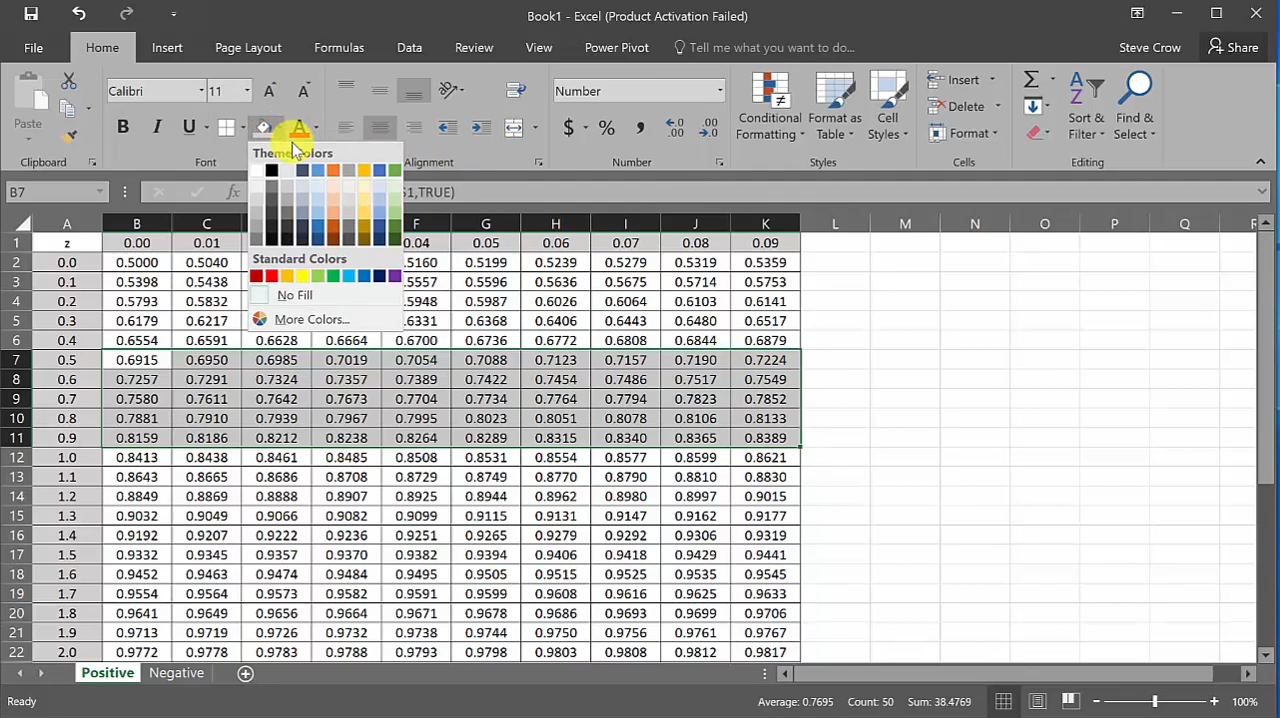 Book1 - Excel (Product Activation Failed)
File Home Insert Page Layout Formulas Data Review View Power Pivot Tell me what you want to do... Steve Crow Share
Paste Calibri 11 Number Conditional Formatting Format as Table Cell Styles Insert Delete Format Sort & Filter Find & Select
B I U A $ % ,
Clipboard Font Alignment Number Styles Cells Editing
Theme Colors
Standard Colors
No Fill
More Colors...
B7 fx 1,TRUE)
A B C F G H I J K L M N O P Q R
1 z 0.00 0.01 0.04 0.05 0.06 0.07 0.08 0.09
2 0.0 0.5000 0.5040 0.5160 0.5199 0.5239 0.5279 0.5319 0.5359
3 0.1 0.5398 0.5438 0.5557 0.5596 0.5636 0.5675 0.5714 0.5753
4 0.2 0.5793 0.5832 0.5948 0.5987 0.6026 0.6064 0.6103 0.6141
5 0.3 0.6179 0.6217 0.6331 0.6368 0.6406 0.6443 0.6480 0.6517
6 0.4 0.6554 0.6591 0.6628 0.6664 0.6700 0.6736 0.6772 0.6808 0.6844 0.6879
7 0.5 0.6915 0.6950 0.6985 0.7019 0.7054 0.7088 0.7123 0.7157 0.7190 0.7224
8 0.6 0.7257 0.7291 0.7324 0.7357 0.7389 0.7422 0.7454 0.7486 0.7517 0.7549
9 0.7 0.7580 0.7611 0.7642 0.7673 0.7704 0.7734 0.7764 0.7794 0.7823 0.7852
10 0.8 0.7881 0.7910 0.7939 0.7967 0.7995 0.8023 0.8051 0.8078 0.8106 0.8133
11 0.9 0.8159 0.8186 0.8212 0.8238 0.8264 0.8289 0.8315 0.8340 0.8365 0.8389
12 1.0 0.8413 0.8438 0.8461 0.8485 0.8508 0.8531 0.8554 0.8577 0.8599 0.8621
13 1.1 0.8643 0.8665 0.8686 0.8708 0.8729 0.8749 0.8770 0.8790 0.8810 0.8830
14 1.2 0.8849 0.8869 0.8888 0.8907 0.8925 0.8944 0.8962 0.8980 0.8997 0.9015
15 1.3 0.9032 0.9049 0.9066 0.9082 0.9099 0.9115 0.9131 0.9147 0.9162 0.9177
16 1.4 0.9192 0.9207 0.9222 0.9236 0.9251 0.9265 0.9279 0.9292 0.9306 0.9319
17 1.5 0.9332 0.9345 0.9357 0.9370 0.9382 0.9394 0.9406 0.9418 0.9429 0.9441
18 1.6 0.9452 0.9463 0.9474 0.9484 0.9495 0.9505 0.9515 0.9525 0.9535 0.9545
19 1.7 0.9554 0.9564 0.9573 0.9582 0.9591 0.9599 0.9608 0.9616 0.9625 0.9633
20 1.8 0.9641 0.9649 0.9656 0.9664 0.9671 0.9678 0.9686 0.9693 0.9699 0.9706
21 1.9 0.9713 0.9719 0.9726 0.9732 0.9738 0.9744 0.9750 0.9756 0.9761 0.9767
22 2.0 0.9772 0.9778 0.9783 0.9788 0.9793 0.9798 0.9803 0.9808 0.9812 0.9817
Positive Negative
Ready Average: 0.7695 Count: 50 Sum: 38.4769 100%